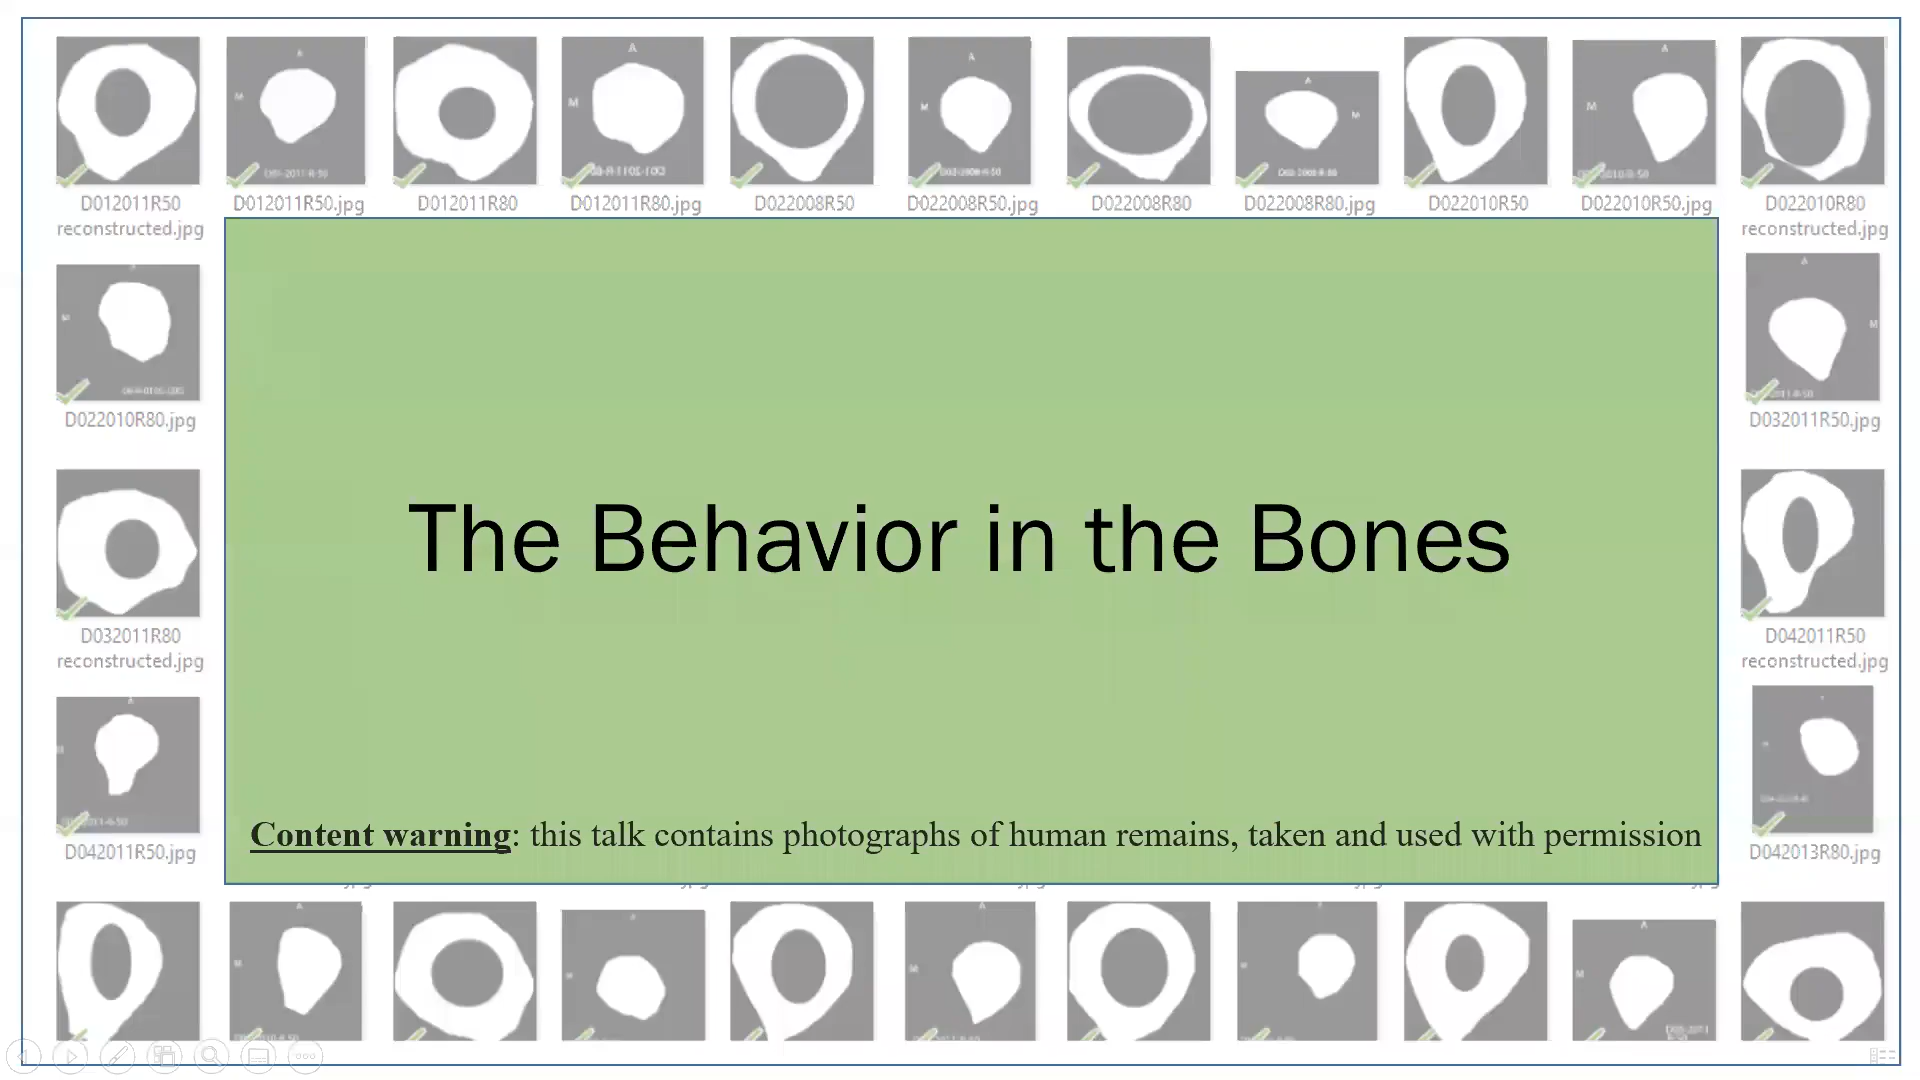 D012011R50 D012011R50.jpg D012011R80 D012011R80.jpg D022008R50 D022008R50.jpg D022008R80 D022008R80.jpg D022010R50 D022010R50.jpg D022010R80
reconstructed.jpg reconstructed.jpg
D022010R80.jpg D032011R50.jpg
The Behavior in the Bones
D032011R80 D042011R50
reconstructed.jpg reconstructed.jpg
Content warning: this talk contains photographs of human remains, taken and used with permission
D042011R50.jpg D042013R80.jpg